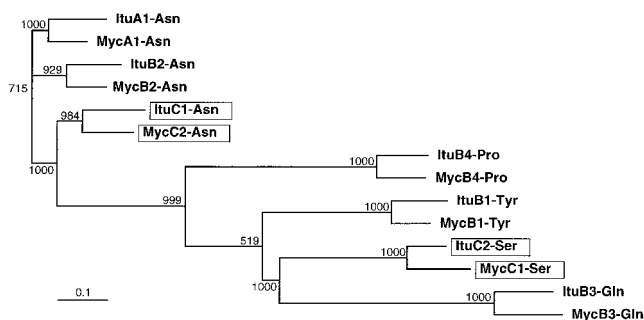 1000 ItuA1-Asn
MycA1-Asn
929 ItuB2-Asn
715 MycB2-Asn
984 ItuC1-Asn
MycC2-Asn
1000
999
1000 ItuB4-Pro
MycB4-Pro
1000 ItuB1-Tyr
MycB1-Tyr
519
1000 ItuC2-Ser
MycC1-Ser
1000
1000 ItuB3-Gln
MycB3-Gln
0.1